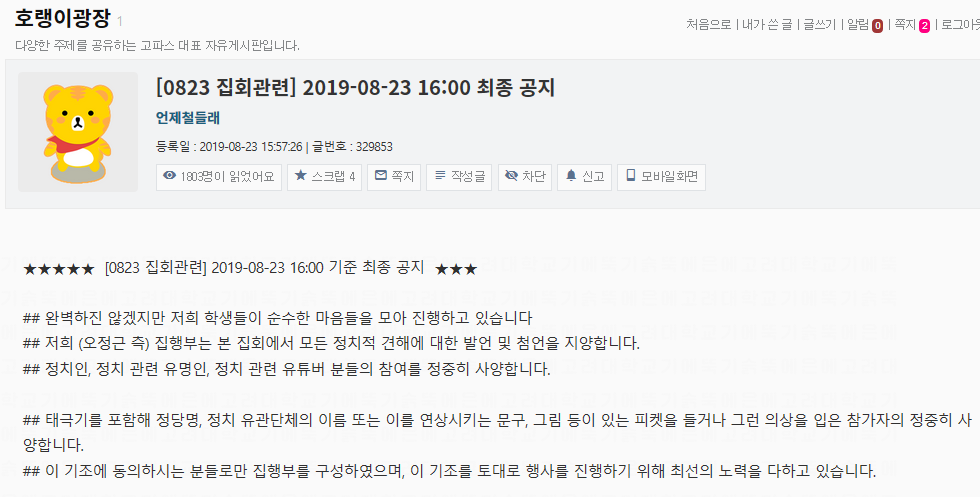 호랭이광장 1
처음으로 | 내가 쓴 글 | 글쓰기 | 알림 0 | 쪽지 2 | 로그아웃
다양한 주제를 공유하는 고파스 대표 자유게시판입니다.
[0823 집회관련] 2019-08-23 16:00 최종 공지
언제철들래
등록일 : 2019-08-23 15:57:26 | 글번호 : 329853
1803명이 읽었어요 스크랩 4 쪽지 작성글 차단 신고 모바일화면
★★★★★ [0823 집회관련] 2019-08-23 16:00 기준 최종 공지 ★★★
## 완벽하진 않겠지만 저희 학생들이 순수한 마음들을 모아 진행하고 있습니다
## 저희 (오정근 즉) 집행부는 본 집회에서 모든 정치적 견해에 대한 발언 및 첨언을 지양합니다.
## 정치인, 정치 관련 유명인, 정치 관련 유튜버 분들의 참여를 정중히 사양합니다.
## 태극기를 포함해 정당명, 정치 유관단체의 이름 또는 이를 연상시키는 문구, 그림 등이 있는 피켓을 들거나 그런 의상을 입은 참가자의 정중히 사
양합니다.
## 이 기조에 동의하시는 분들로만 집행부를 구성하였으며, 이 기조를 토대로 행사를 진행하기 위해 최선의 노력을 다하고 있습니다.